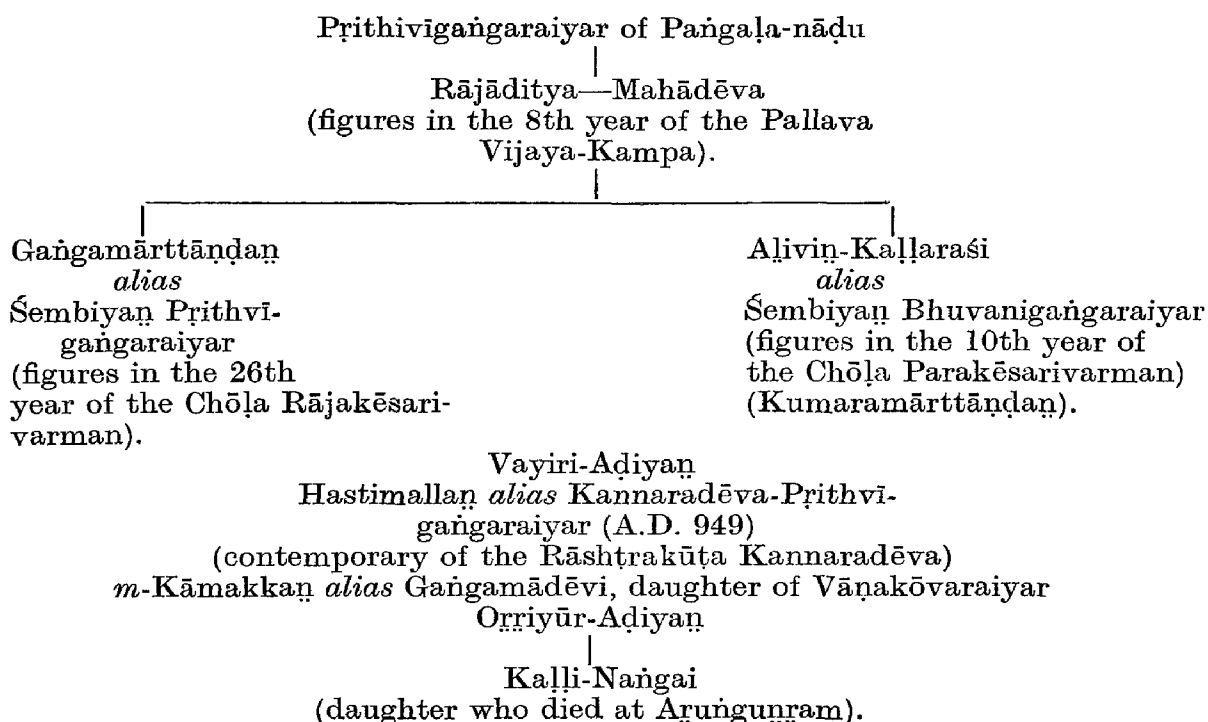 Pṛithivīgaṅgaraiyar of Paṅgaḷa-nāḍu
Rājāditya—Mahādēva
(figures in the 8th year of the Pallava
Vijaya-Kampa).
Gaṅgamārttāṇḍaṉ
alias
Śembiyaṉ Pṛithvī-
gaṅgaraiyar
(figures in the 26th
year of the Chōḷa Rājakēsari-
varman).
Aḻiviṉ-Kaḷḷaraśi
alias
Śembiyaṉ Bhuvanigaṅgaraiyar
(figures in the 10th year of
the Chōḷa Parakēsarivarman)
(Kumaramārttāṇḍaṉ).
Vayiri-Aḍiyaṉ
Hastimallaṉ alias Kannaradēva-Pṛithvī-
gaṅgaraiyar (A.D. 949)
(contemporary of the Rāshṭrakūṭa Kannaradēva)
m-Kāmakkaṉ alias Gaṅgamādēvi, daughter of Vāṇakōvaraiyar
Oṟṟiyūr-Aḍiyaṉ
Kaḷḷi-Naṅgai
(daughter who died at Aṟuṅguṉṟam).